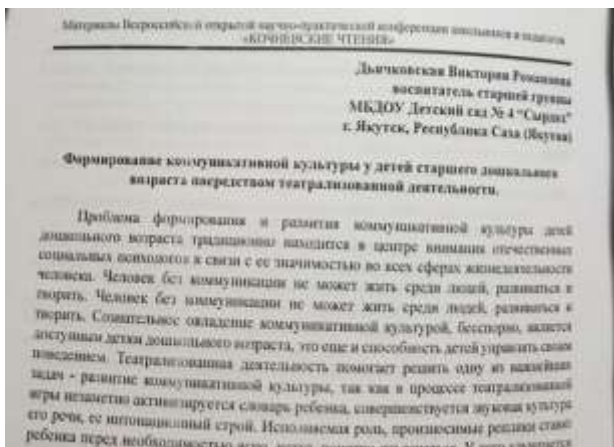 Материалы Всероссийской открытой научно-практической конференции школьников и педагогов
«КОЧНЕВСКИЕ ЧТЕНИЯ»
Дьячковская Виктория Романовна
воспитатель старшей группы
МБДОУ Детский сад № 4 "Сырдах"
г. Якутск, Республика Саха (Якутия)
Формирование коммуникативной культуры у детей старшего дошкольного
возраста посредством театрализованной деятельности.
Проблема формирования и развития коммуникативной культуры детей
дошкольного возраста традиционно находится в центре внимания отечественных
социальных психологов в связи с ее значимостью во всех сферах жизнедеятельности
человека. Человек без коммуникации не может жить среди людей, развиваться и
творить. Человек без коммуникации не может жить среди людей, развиваться и
творить. Сознательное овладение коммуникативной культурой, бесспорно, является
доступным детям дошкольного возраста, это еще и способность детей управлять своим
поведением. Театрализованная деятельность помогает решить одну из важнейших
задач - развитие коммуникативной культуры, так как в процессе театрализованной
игры незаметно активизируется словарь ребенка, совершенствуется звуковая культура
его речи, ее интонационный строй. Исполняемая роль, произносимые реплики ставят
ребенка перед необходимостью